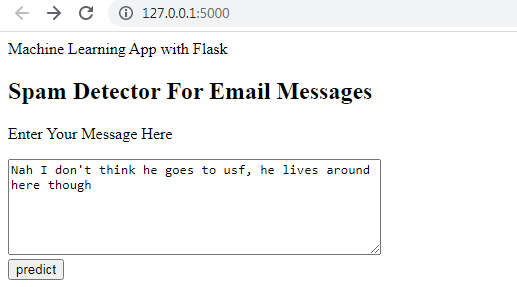 127.0.0.1:5000
Machine Learning App with Flask
Spam Detector For Email Messages
Enter Your Message Here
Nah I don't think he goes to usf, he lives around
here though
predict